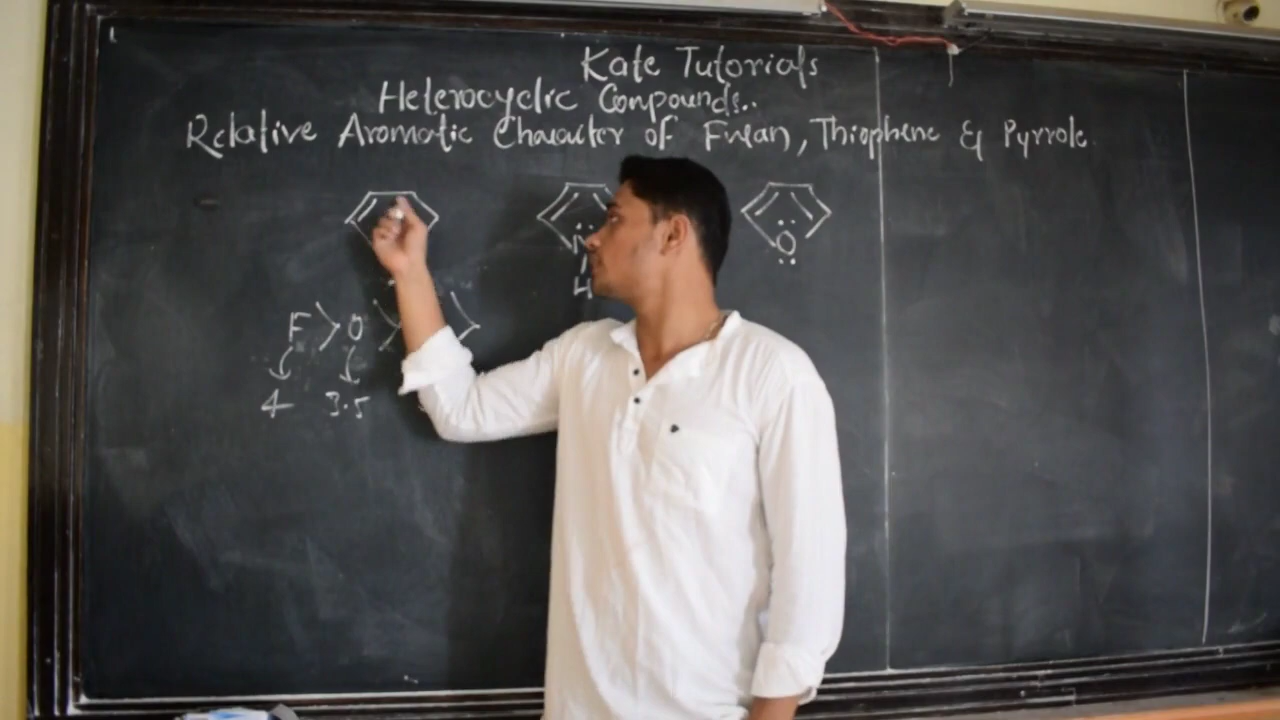 Kate Tutorials
Heterocyclic Compounds..
Relative Aromatic Character of Furan, Thiophene & Pyrrole.
N O
H
F > O > >
4 3.5